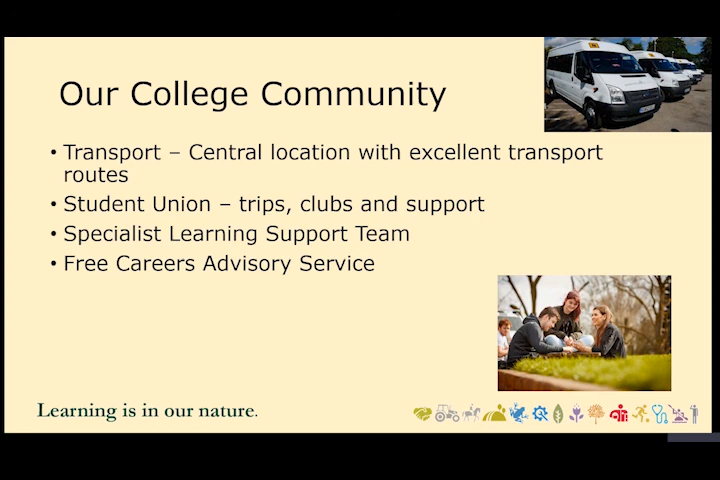 Our College Community
• Transport – Central location with excellent transport
routes
• Student Union – trips, clubs and support
• Specialist Learning Support Team
• Free Careers Advisory Service
Learning is in our nature.